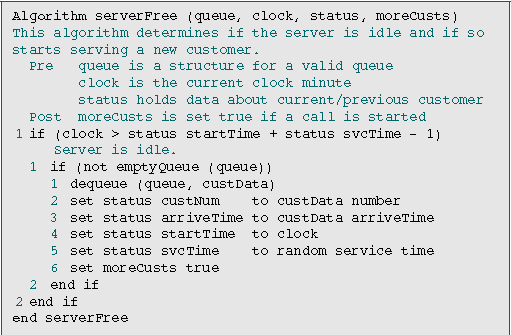 Algorithm serverFree (queue, clock, status, moreCusts)
This algorithm determines if the server is idle and if so
starts serving a new customer.
Pre queue is a structure for a valid queue
clock is the current clock minute
status holds data about current/previous customer
Post moreCusts is set true if a call is started
1 if (clock > status startTime + status svcTime - 1)
Server is idle.
1 if (not emptyQueue (queue))
1 dequeue (queue, custData)
2 set status custNum to custData number
3 set status arriveTime to custData arriveTime
4 set status startTime to clock
5 set status svcTime to random service time
6 set moreCusts true
2 end if
2 end if
end serverFree